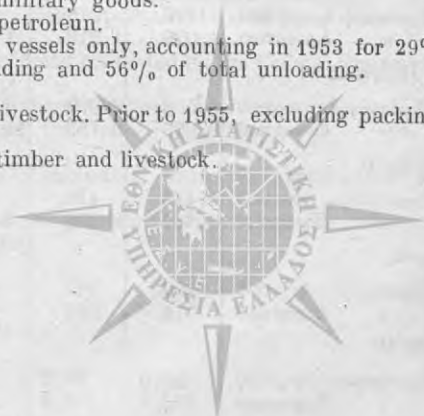 military goods.
petroleun.
vessels only, accounting in 1953 for 29%
ding and 56% of total unloading.
ivestock. Prior to 1955, excluding packin
timber and livestock.
ΕΘΝΙΚΗ ΣΤΑΤΙΣΤΙΚΗ
ΥΠΗΡΕΣΙΑ ΕΛΛΑΔΟΣ